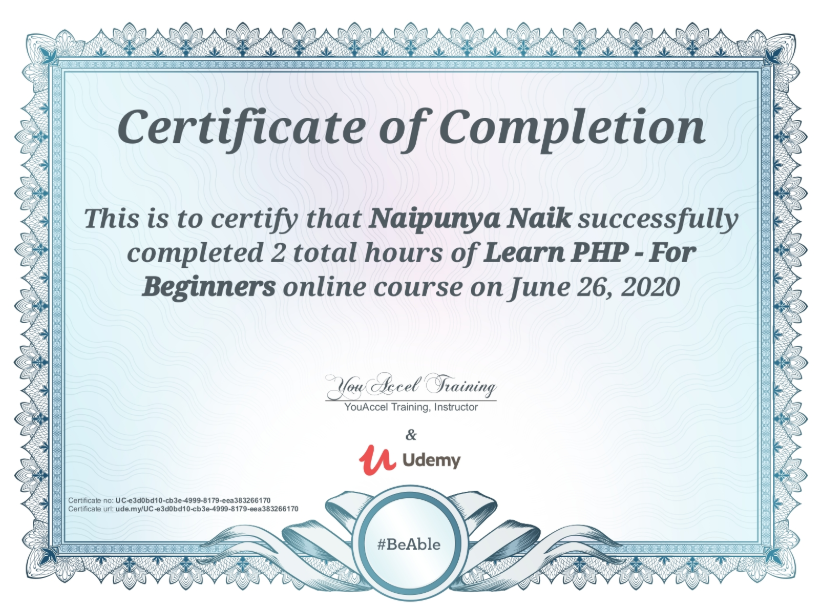 Certificate of Completion
This is to certify that Naipunya Naik successfully
completed 2 total hours of Learn PHP - For
Beginners online course on June 26, 2020
You Accel Training
YouAccel Training, Instructor
&
Udemy
Certificate no: UC-e3d0bd10-cb3e-4999-8179-eea383266170
Certificate url: ude.my/UC-e3d0bd10-cb3e-4999-8179-eea383266170
#BeAble